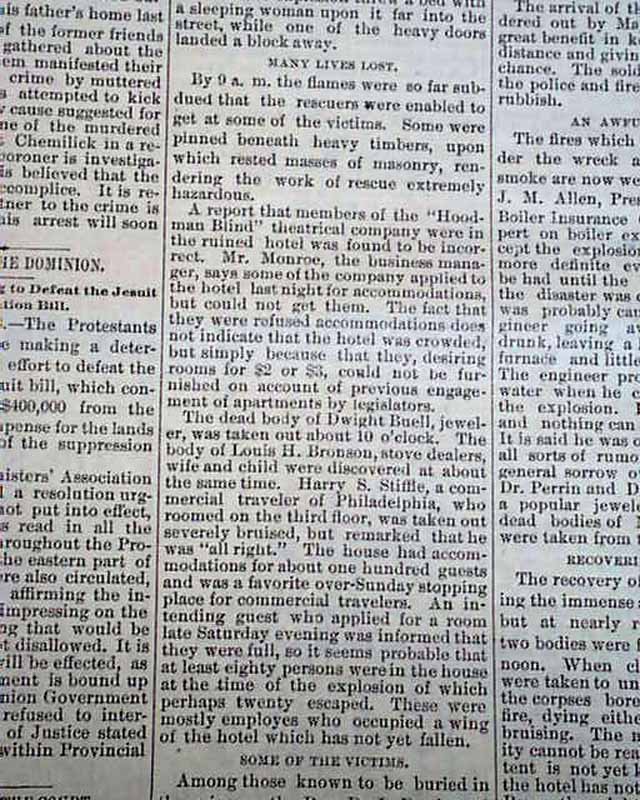 his father's home last
of the former friends
gathered about the
em manifested their
crime by muttered
s attempted to kick
cause suggested for
ne of the murdered
Chemilick in a re-
coroner is investiga-
is believed that the
ccomplice. It is re-
tner to the crime is
his arrest will soon
HE DOMINION.
g to Defeat the Jesuit
tion Bill.
.—The Protestants
e making a deter-
effort to defeat the
uit bill, which con-
$400,000 from the
spense for the lands
of the suppression
nisters' Association
d a resolution urg-
not put into effect,
s read in all the
roughout the Pro-
the eastern part of
re also circulated,
affirming the in-
impressing on the
ng that would be
t disallowed. It is
will be effected, as
ment is bound up
nion Government
refused to inter-
of Justice stated
within Provincial
a sleeping woman upon it far into the
street, while one of the heavy doors
landed a block away.
MANY LIVES LOST.
By 9 a. m. the flames were so far sub-
dued that the rescuers were enabled to
get at some of the victims. Some were
pinned beneath heavy timbers, upon
which rested masses of masonry, ren-
dering the work of rescue extremely
hazardous.
A report that members of the "Hood-
man Blind" theatrical company were in
the ruined hotel was found to be incor-
rect. Mr. Monroe, the business mana-
ger, says some of the company applied to
the hotel last night for accommodations,
but could not get them. The fact that
they were refused accommodations does
not indicate that the hotel was crowded,
but simply because that they, desiring
rooms for $2 or $3, could not be fur-
nished on account of previous engage-
ment of apartments by legislators.
The dead body of Dwight Buell, jewel-
er, was taken out about 10 o'clock. The
body of Louis H. Bronson, stove dealers,
wife and child were discovered at about
the same time. Harry S. Stiffle, a com-
mercial traveler of Philadelphia, who
roomed on the third floor, was taken out
severely bruised, but remarked that he
was "all right." The house had accom-
modations for about one hundred guests
and was a favorite over-Sunday stopping
place for commercial travelers. An in-
tending guest who applied for a room
late Saturday evening was informed that
they were full, so it seems probable that
at least eighty persons were in the house
at the time of the explosion of which
perhaps twenty escaped. These were
mostly employes who occupied a wing
of the hotel which has not yet fallen.
SOME OF THE VICTIMS.
Among those known to be buried in
The arrival of t
dered out by Ma
great benefit in k
distance and givin
chance. The sol
the police and fire
rubbish.
AN AWFU
The fires which
der the wreck a
smoke are now we
J. M. Allen, Pres
Boiler Insurance
pert on boiler ex
cept the explosion
more definite ev
be had until the
the disaster was
was probably cau
gineer going a
drunk, leaving a l
furnace and little
The engineer pre
water when he c
the explosion.
and nothing can
It is said he was o
all sorts of rumo
general sorrow o
Dr. Perrin and D
a popular jewele
dead bodies of
were taken from t
RECOVERI
The recovery o
ing the immense
but at nearly r
two bodies were f
noon. When c
were taken to un
the corpses bore
fire, dying eithe
bruising. The n
ity cannot be rea
tent is not yet k
the hotel has not